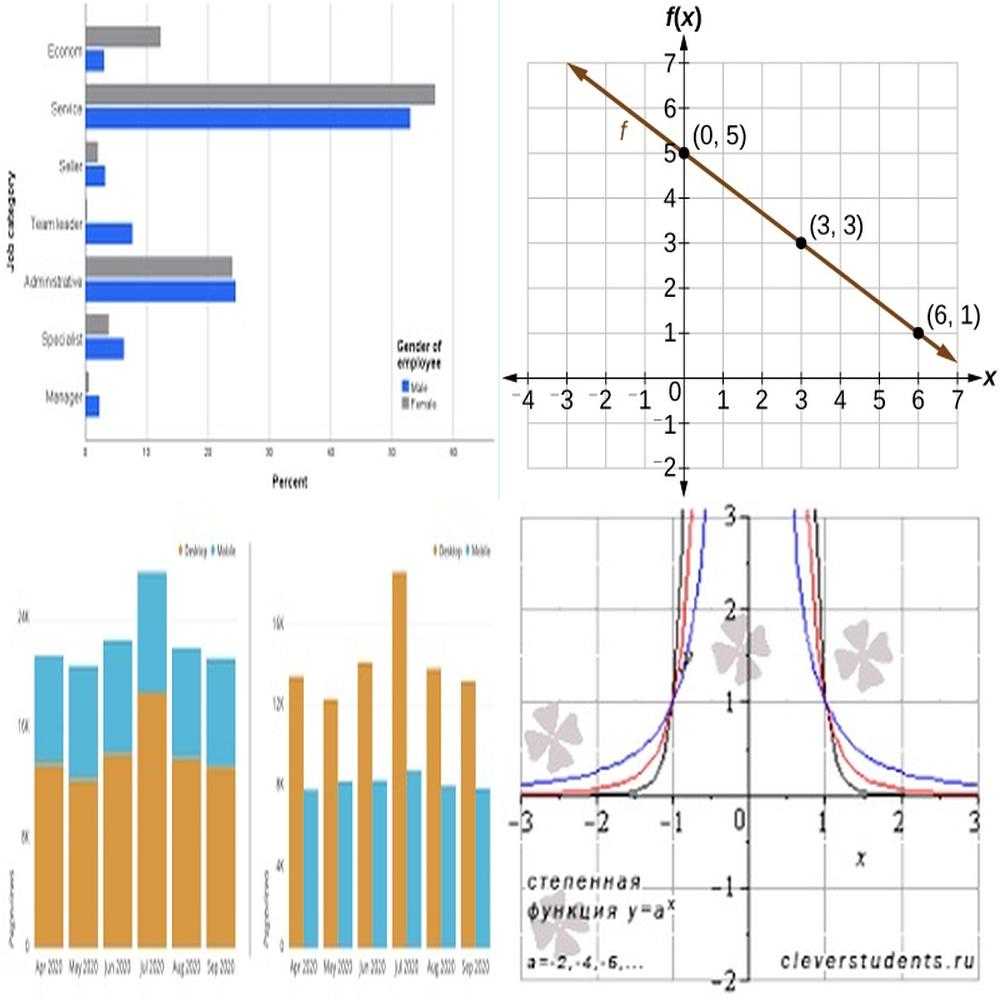 Job category
Econom
Service
Seller
Team leader
Administrative
Specialist
Manager
0 10 20 30 40 50 60
Percent
Gender of
employee
Male
Female
f(x)
7
6
5
4
3
2
1
0
−1
−2
−4 −3 −2 −1 1 2 3 4 5 6 7
x
f
(0, 5)
(3, 3)
(6, 1)
Desktop Mobile
24K
16K
8K
0
Pageviews
Apr 2020 May 2020 Jun 2020 Jul 2020 Aug 2020 Sep 2020
Desktop Mobile
16K
12K
8K
4K
0
Pageviews
Apr 2020 May 2020 Jun 2020 Jul 2020 Aug 2020 Sep 2020
3
2
1
−3 −2 −1 0 1 2 3
x
−1
−2
степенная
функция y=aˣ
a=-2,-4,-6,...
cleverstudents.ru